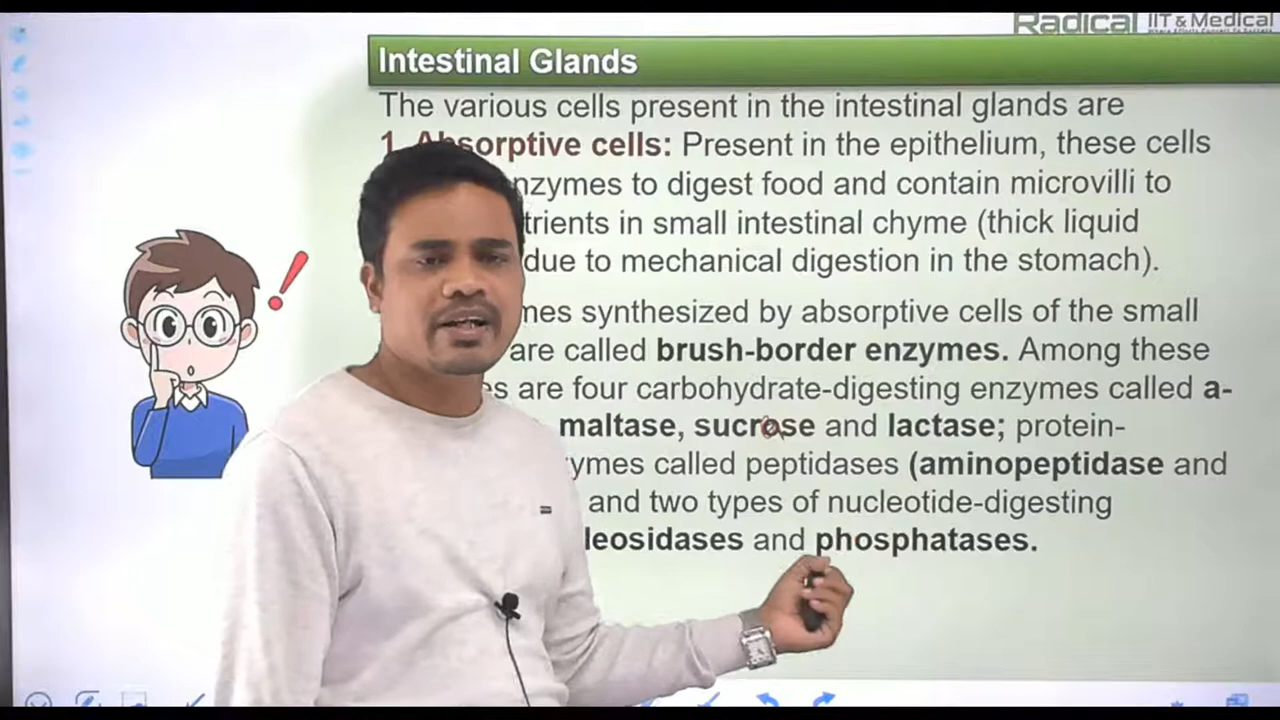 Radical IIT & Medical
Intestinal Glands
The various cells present in the intestinal glands are
1. Absorptive cells: Present in the epithelium, these cells
nzymes to digest food and contain microvilli to
trients in small intestinal chyme (thick liquid
due to mechanical digestion in the stomach).
mes synthesized by absorptive cells of the small
are called brush-border enzymes. Among these
s are four carbohydrate-digesting enzymes called a-
maltase, sucrose and lactase; protein-
ymes called peptidases (aminopeptidase and
and two types of nucleotide-digesting
leosidases and phosphatases.